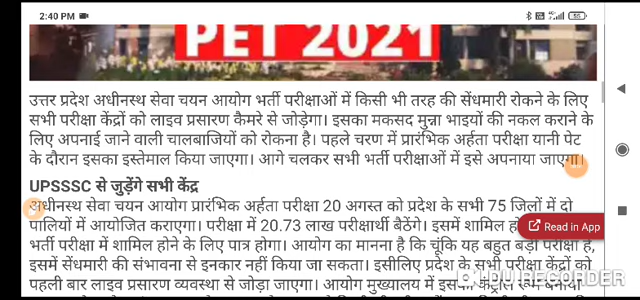 2:40 PM
PET 2021
उत्तर प्रदेश अधीनस्थ सेवा चयन आयोग भर्ती परीक्षाओं में किसी भी तरह की सेंधमारी रोकने के लिए
सभी परीक्षा केंद्रों को लाइव प्रसारण कैमरे से जोड़ेगा। इसका मकसद मुन्ना भाइयों की नकल कराने के
लिए अपनाई जाने वाली चालबाजियों को रोकना है। पहले चरण में प्रारंभिक अर्हता परीक्षा यानी पेट
के दौरान इसका इस्तेमाल किया जाएगा। आगे चलकर सभी भर्ती परीक्षाओं में इसे अपनाया जाएगा।
UPSSSC से जुड़ेंगे सभी केंद्र
अधीनस्थ सेवा चयन आयोग प्रारंभिक अर्हता परीक्षा 20 अगस्त को प्रदेश के सभी 75 जिलों में दो
पालियों में आयोजित कराएगा। परीक्षा में 20.73 लाख परीक्षार्थी बैठेंगे। इसमें शामिल
Read in App
भर्ती परीक्षा में शामिल होने के लिए पात्र होगा। आयोग का मानना है कि चूंकि यह बहुत बड़ी परीक्षा है,
इसमें सेंधमारी की संभावना से इनकार नहीं किया जा सकता। इसीलिए प्रदेश के सभी परीक्षा केंद्रों को
पहली बार लाइव प्रसारण व्यवस्था से जोड़ा जाएगा। आयोग मुख्यालय में
DU RECORDER